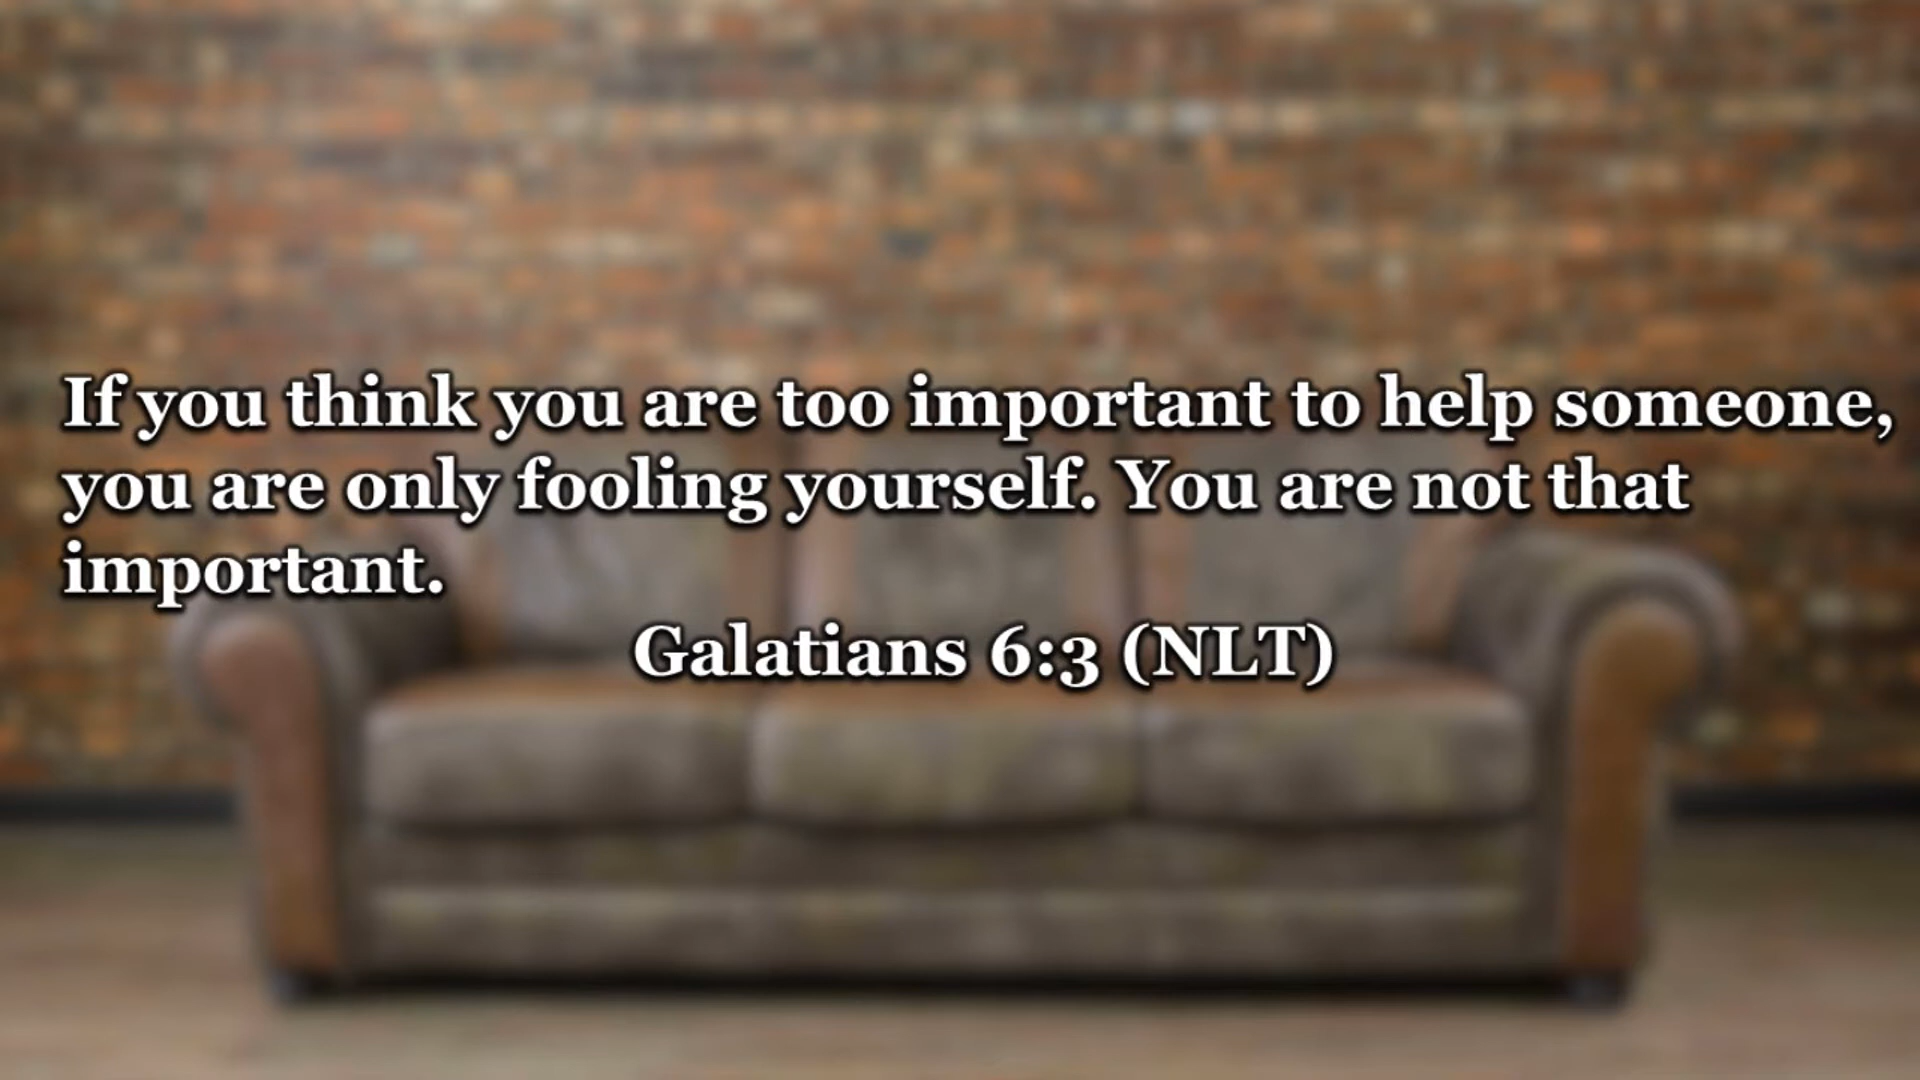 If you think you are too important to help someone,
you are only fooling yourself. You are not that
important.
Galatians 6:3 (NLT)